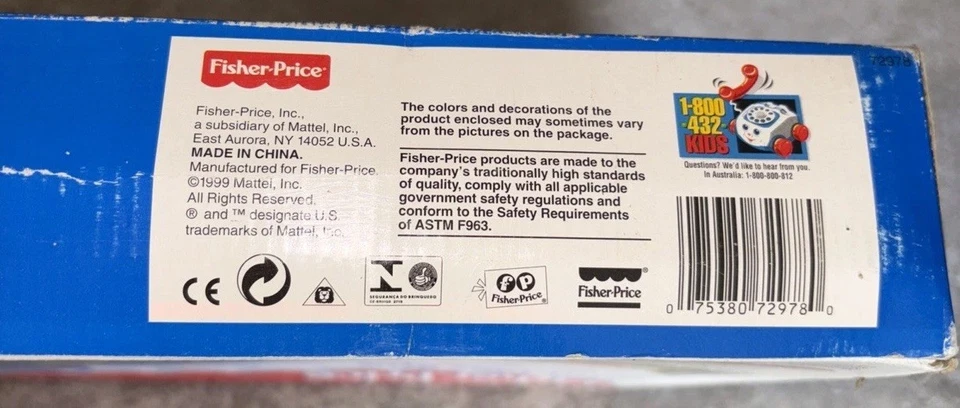 72978
Fisher-Price®
Fisher-Price, Inc.,
a subsidiary of Mattel, Inc.,
East Aurora, NY 14052 U.S.A.
MADE IN CHINA.
Manufactured for Fisher-Price.
©1999 Mattel, Inc.
All Rights Reserved.
® and ™ designate U.S.
trademarks of Mattel, Inc.
The colors and decorations of the
product enclosed may sometimes vary
from the pictures on the package.
Fisher-Price products are made to the
company's traditionally high standards
of quality, comply with all applicable
government safety regulations and
conform to the Safety Requirements
of ASTM F963.
1-800
-432
KIDS
Questions? We'd like to hear from you.
In Australia: 1-800-800-812
CE
N
SEGURANÇA DO BRINQUEDO
fp
Fisher-Price®
Fisher-Price®
0 75380 72978 0